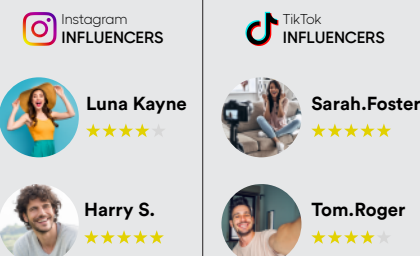 Instagram
INFLUENCERS
Luna Kayne
Harry S.
TikTok
INFLUENCERS
Sarah.Foster
Tom.Roger